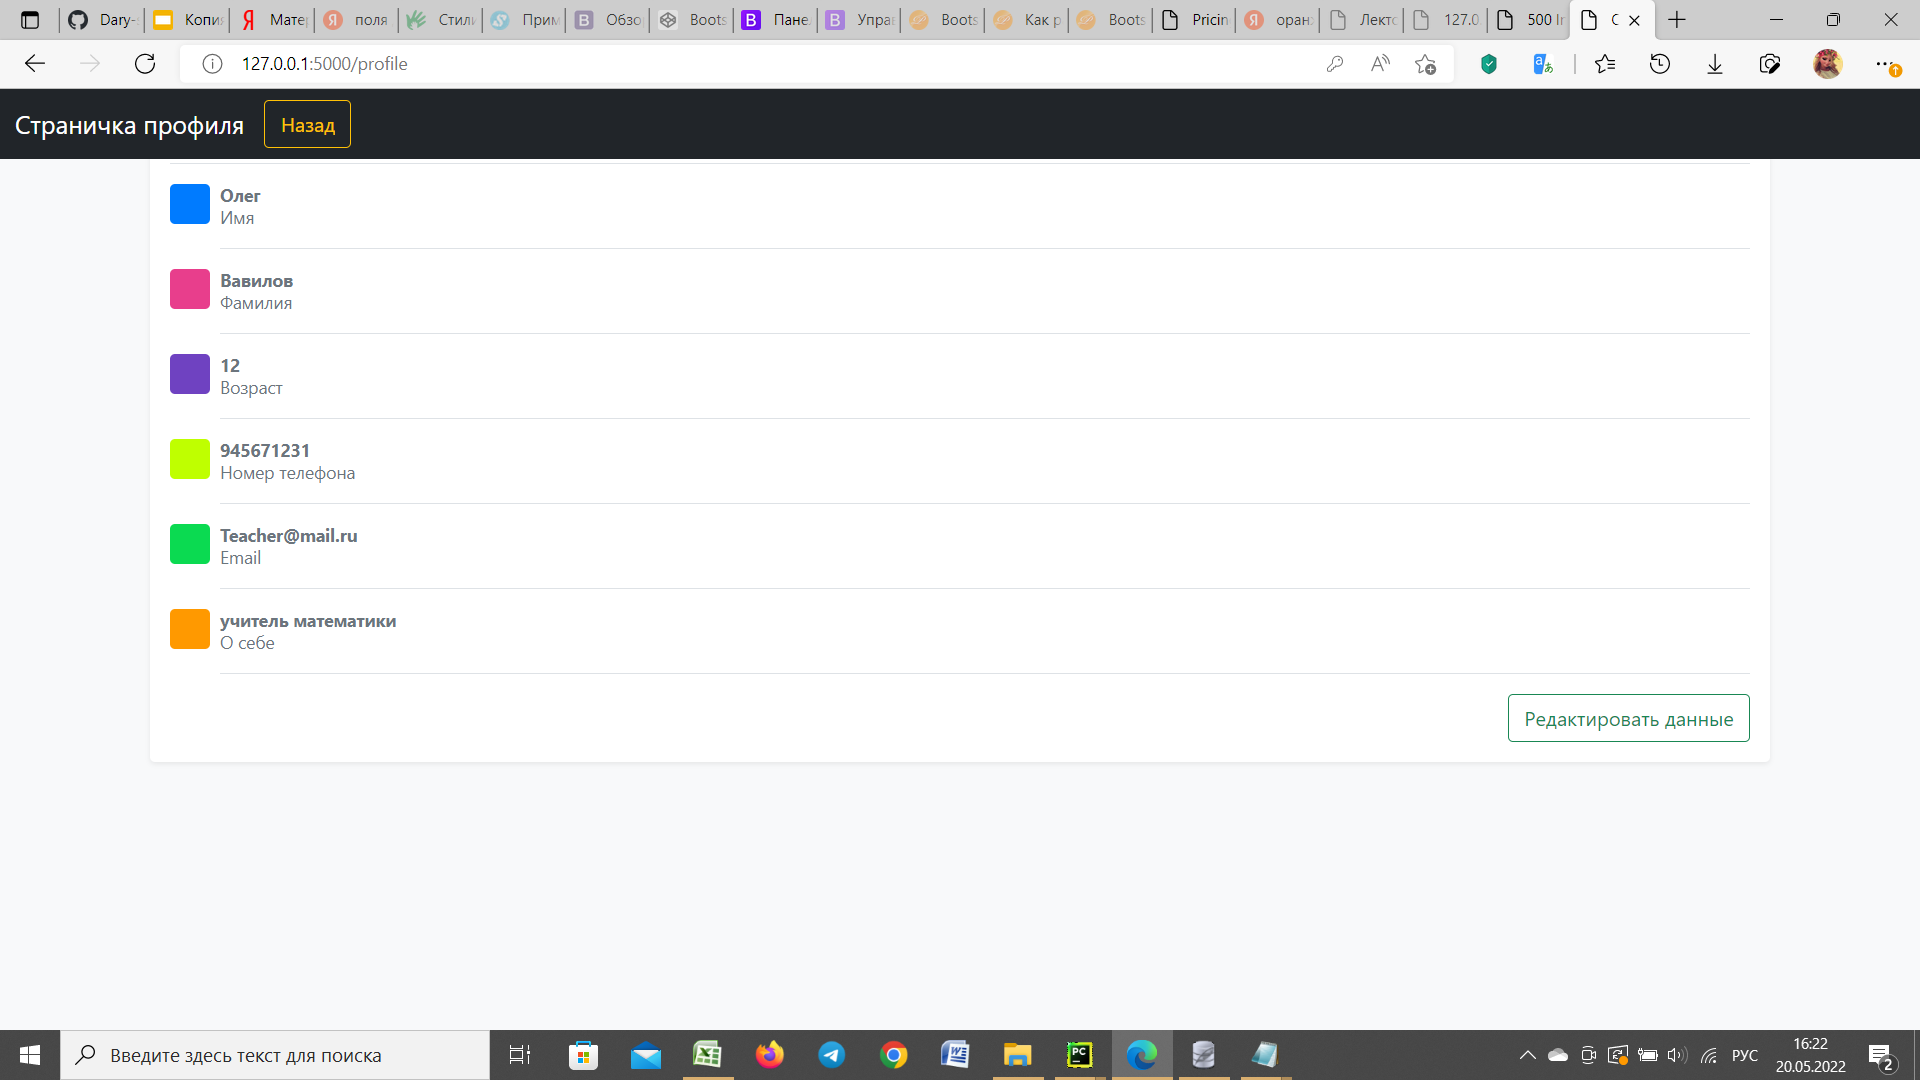 Dary-
Копи
Мате
поля
Стили
Прим
Обзо
Boots
Пане
Упра
Boots
Как р
Boots
Pricin
оран
Лекто
127.0
500 In
127.0.0.1:5000/profile
Страничка профиля
Назад
Олег
Имя
Вавилов
Фамилия
12
Возраст
945671231
Номер телефона
Teacher@mail.ru
Email
учитель математики
О себе
Редактировать данные
Введите здесь текст для поиска
РУС
16:22
20.05.2022
2